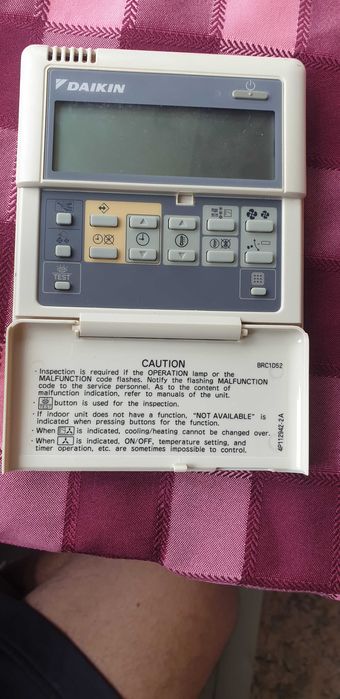 DAIKIN
TEST
CAUTION
BRC1D52
· Inspection is required if the OPERATION lamp or the
MALFUNCTION code flashes. Notify the flashing MALFUNCTION
code to the service personnel. As to the content of
malfunction indication, refer to manuals of the unit.
· button is used for the inspection.
· If indoor unit does not have a function, "NOT AVAILABLE" is
indicated when pressing buttons for the function.
· When is indicated, cooling/heating cannot be changed over.
· When is indicated, ON/OFF, temperature setting, and
timer operation, etc. are sometimes impossible to control.
4P112942-2A